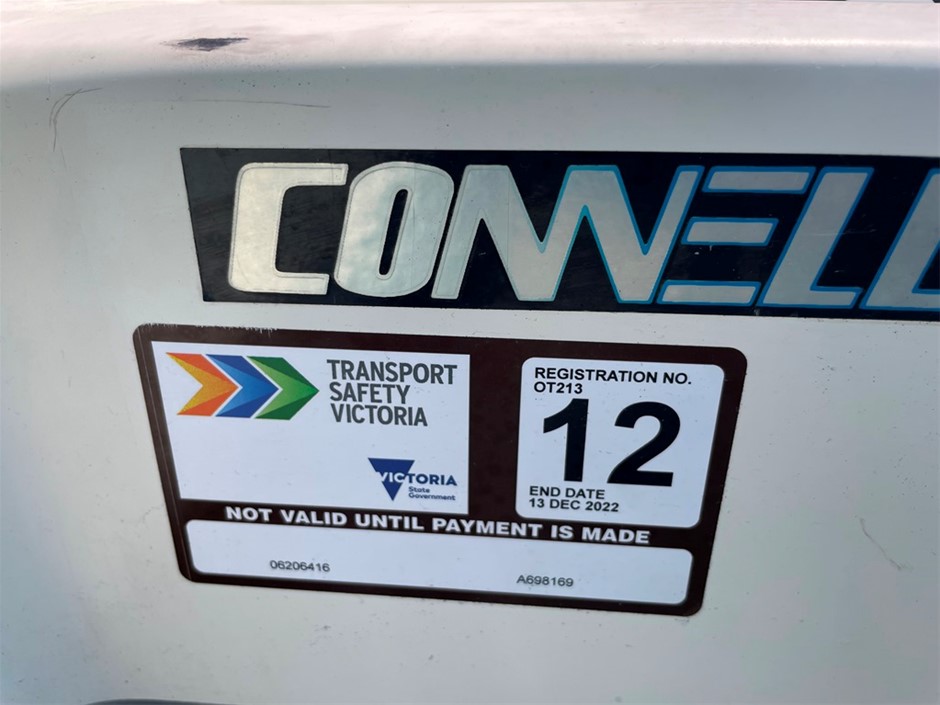 CONNELL
TRANSPORT
SAFETY
VICTORIA
VICTORIA
State
Government
REGISTRATION NO.
OT213
12
END DATE
13 DEC 2022
NOT VALID UNTIL PAYMENT IS MADE
06206416
A698169